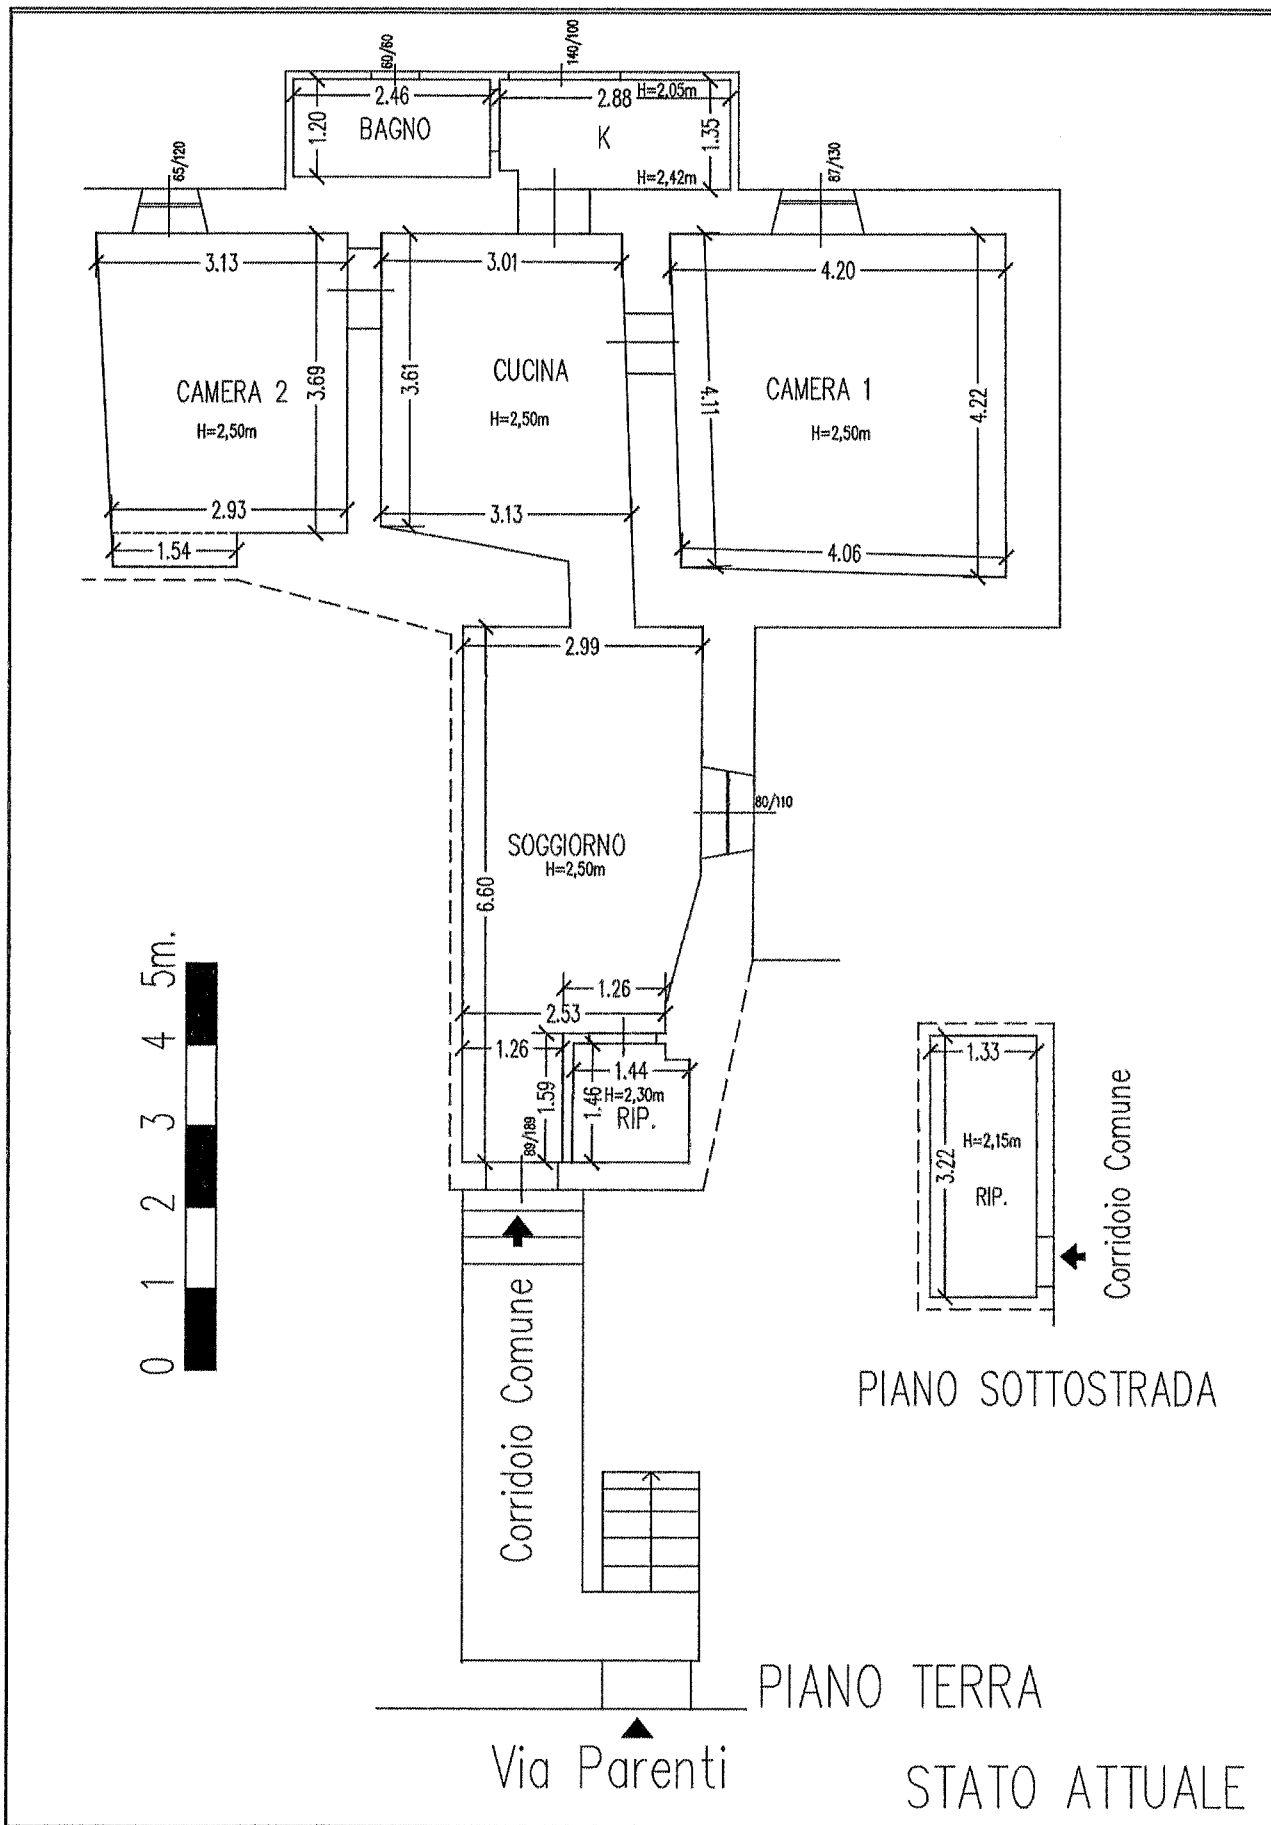 60/60
140/100
2.46
2.88
H=2,05m
1.20
BAGNO
K
1.35
65/120
H=2,42m
87/130
3.13
3.01
4.20
CAMERA 2
H=2,50m
3.69
3.61
CUCINA
H=2,50m
4.11
CAMERA 1
H=2,50m
4.22
2.93
3.13
1.54
4.06
2.99
80/110
SOGGIORNO
H=2,50m
6.60
1.26
2.53
1.26
1.59
1.46
1.44
H=2,30m
RIP.
89/189
5m.
4
3
2
1
0
1.33
H=2,15m
3.22
RIP.
Corridoio Comune
PIANO SOTTOSTRADA
Corridoio Comune
PIANO TERRA
Via Parenti
STATO ATTUALE